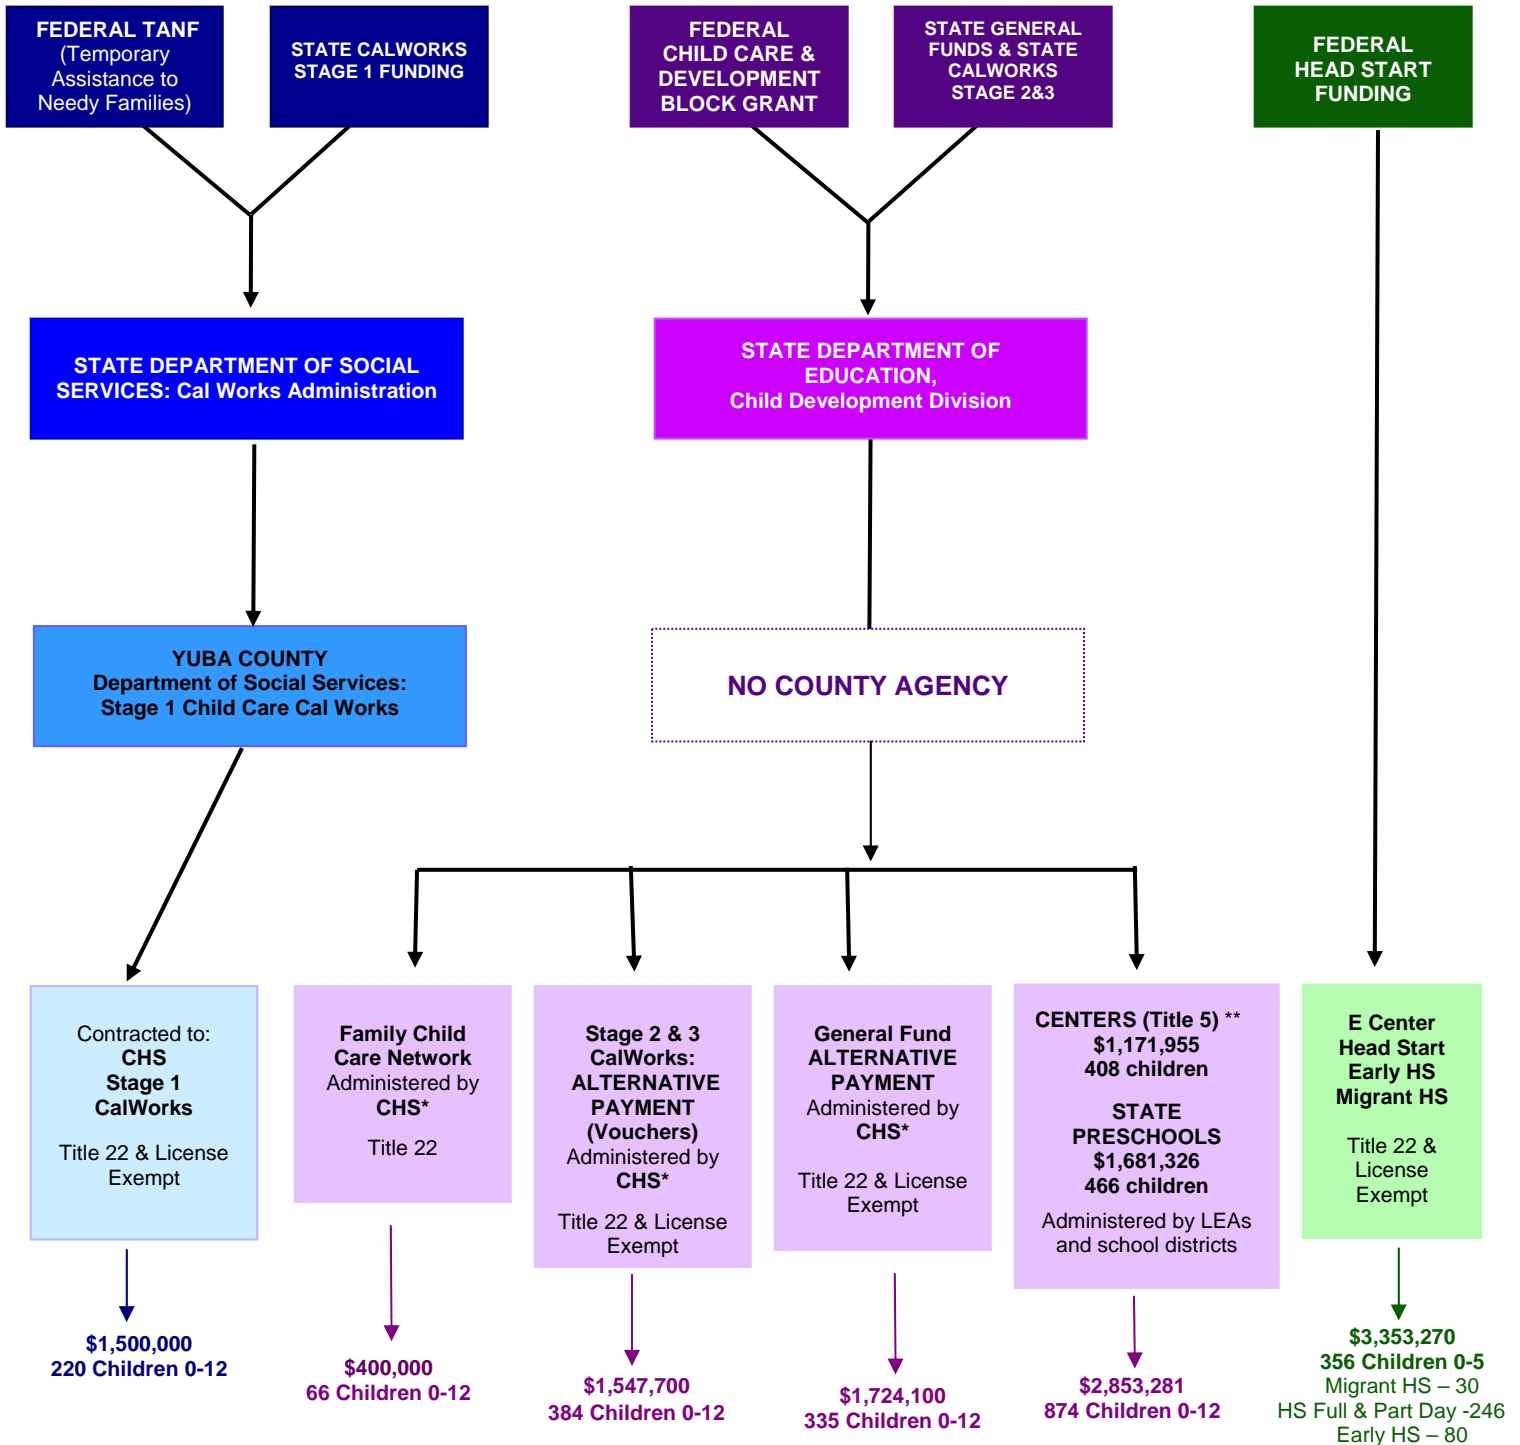 FEDERAL TANF
(Temporary
Assistance to
Needy Families)
STATE CALWORKS
STAGE 1 FUNDING
FEDERAL
CHILD CARE &
DEVELOPMENT
BLOCK GRANT
STATE GENERAL
FUNDS & STATE
CALWORKS
STAGE 2&3
FEDERAL
HEAD START
FUNDING
STATE DEPARTMENT OF SOCIAL
SERVICES: Cal Works Administration
STATE DEPARTMENT OF
EDUCATION,
Child Development Division
YUBA COUNTY
Department of Social Services:
Stage 1 Child Care Cal Works
NO COUNTY AGENCY
Contracted to:
CHS
Stage 1
CalWorks
Title 22 & License
Exempt
Family Child
Care Network
Administered by
CHS*
Title 22
Stage 2 & 3
CalWorks:
ALTERNATIVE
PAYMENT
(Vouchers)
Administered by
CHS*
Title 22 & License
Exempt
General Fund
ALTERNATIVE
PAYMENT
Administered by
CHS*
Title 22 & License
Exempt
CENTERS (Title 5) **
$1,171,955
408 children
STATE
PRESCHOOLS
$1,681,326
466 children
Administered by LEAs
and school districts
E Center
Head Start
Early HS
Migrant HS
Title 22 &
License
Exempt
$1,500,000
220 Children 0-12
$400,000
66 Children 0-12
$1,547,700
384 Children 0-12
$1,724,100
335 Children 0-12
$2,853,281
874 Children 0-12
$3,353,270
356 Children 0-5
Migrant HS – 30
HS Full & Part Day -246
Early HS – 80